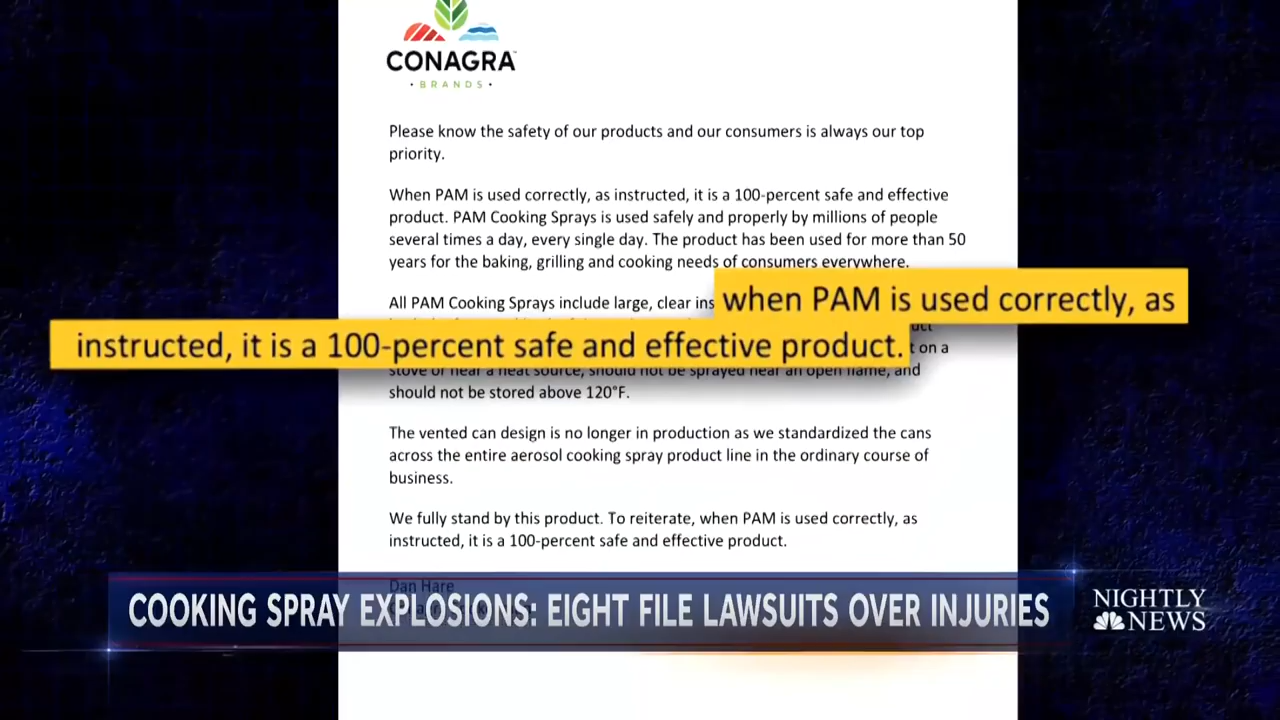 CONAGRA
BRANDS
Please know the safety of our products and our consumers is always our top
priority.
When PAM is used correctly, as instructed, it is a 100-percent safe and effective
product. PAM Cooking Sprays is used safely and properly by millions of people
several times a day, every single day. The product has been used for more than 50
years for the baking, grilling and cooking needs of consumers everywhere.
All PAM Cooking Sprays include large, clear
when PAM is used correctly, as
instructed, it is a 100-percent safe and effective product.
on a
stove or near a heat source, should not be sprayed near an open flame, and
should not be stored above 120°F.
The vented can design is no longer in production as we standardized the cans
across the entire aerosol cooking spray product line in the ordinary course of
business.
We fully stand by this product. To reiterate, when PAM is used correctly, as
instructed, it is a 100-percent safe and effective product.
Dan Hare
COOKING SPRAY EXPLOSIONS: EIGHT FILE LAWSUITS OVER INJURIES
NIGHTLY
NEWS